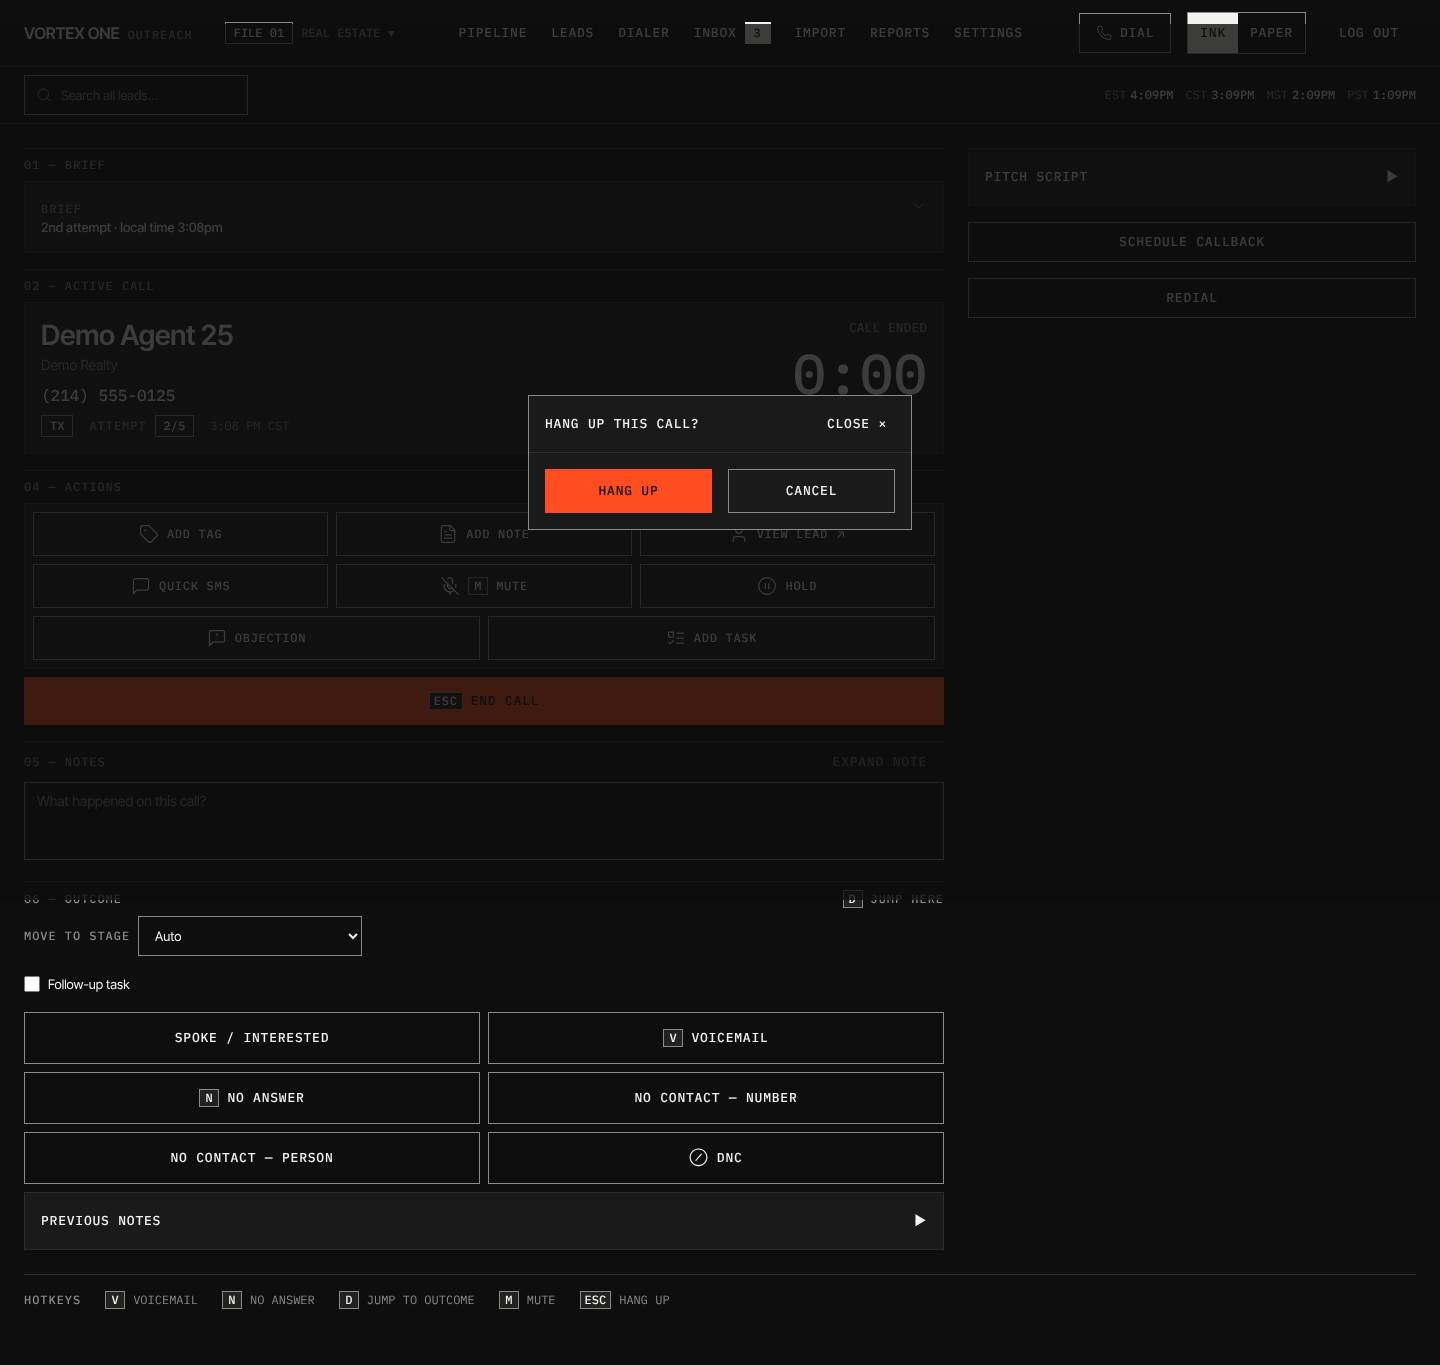 VORTEX ONE OUTREACH FILE 01 REAL ESTATE ▾ PIPELINE LEADS DIALER INBOX 3 IMPORT REPORTS SETTINGS DIAL INK PAPER LOG OUT
Search all leads... EST 4:09PM CST 3:09PM MST 2:09PM PST 1:09PM
01 — BRIEF
BRIEF
2nd attempt · local time 3:08pm
PITCH SCRIPT
SCHEDULE CALLBACK
REDIAL
02 — ACTIVE CALL
Demo Agent 25
CALL ENDED
Demo Realty
0:00
(214) 555-0125
TX ATTEMPT 2/5 3:08 PM CST
HANG UP THIS CALL? CLOSE ×
HANG UP CANCEL
04 — ACTIONS
ADD TAG ADD NOTE VIEW LEAD ↗
QUICK SMS M MUTE HOLD
OBJECTION ADD TASK
ESC END CALL
05 — NOTES EXPAND NOTE
What happened on this call?
06 — OUTCOME D JUMP HERE
MOVE TO STAGE Auto
Follow-up task
SPOKE / INTERESTED V VOICEMAIL
N NO ANSWER NO CONTACT — NUMBER
NO CONTACT — PERSON DNC
PREVIOUS NOTES
HOTKEYS V VOICEMAIL N NO ANSWER D JUMP TO OUTCOME M MUTE ESC HANG UP